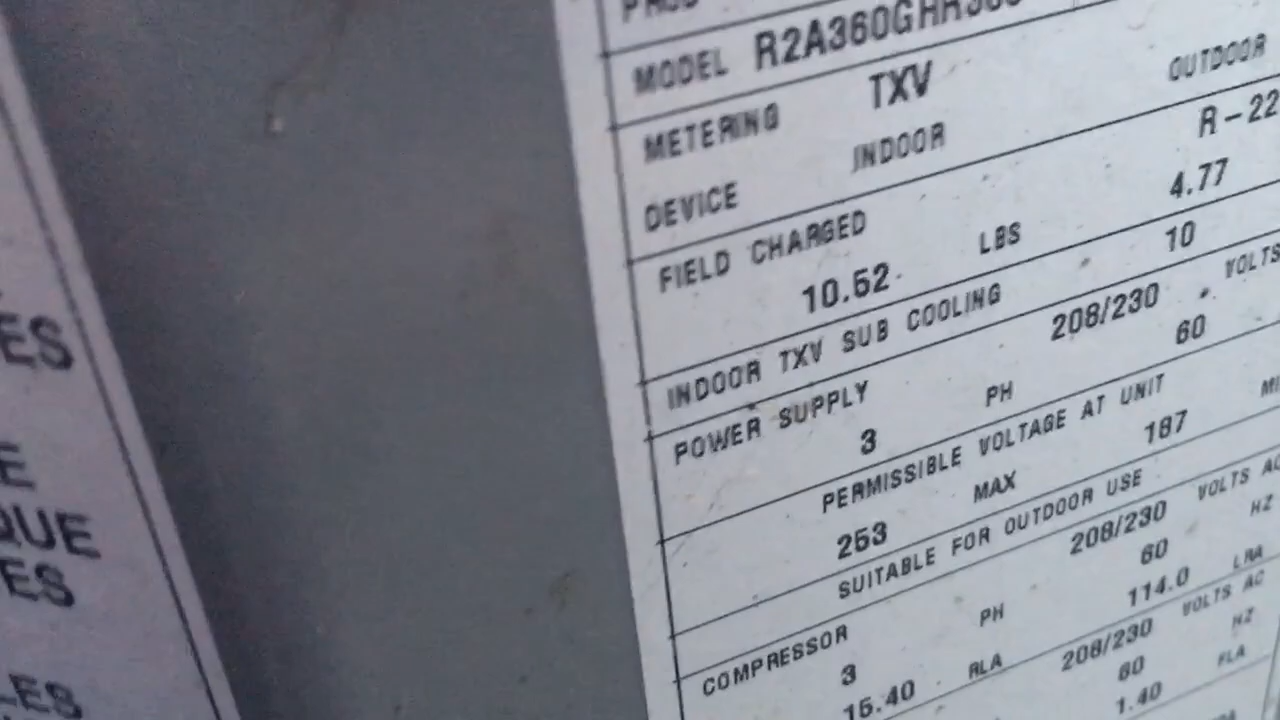 MODEL R2A360GHR
METERING TXV OUTDOOR
DEVICE INDOOR R-22
FIELD CHARGED 4.77
10.52 LBS 10
INDOOR TXV SUB COOLING
POWER SUPPLY 208/230 VOLTS
3 PH 60
PERMISSIBLE VOLTAGE AT UNIT
253 MAX 187
SUITABLE FOR OUTDOOR USE
COMPRESSOR 208/230 VOLTS AC
3 PH 60 HZ
15.40 RLA 114.0 LRA
208/230 VOLTS AC
60 HZ
1.40 FLA
ES
E
QUE
ES
LES